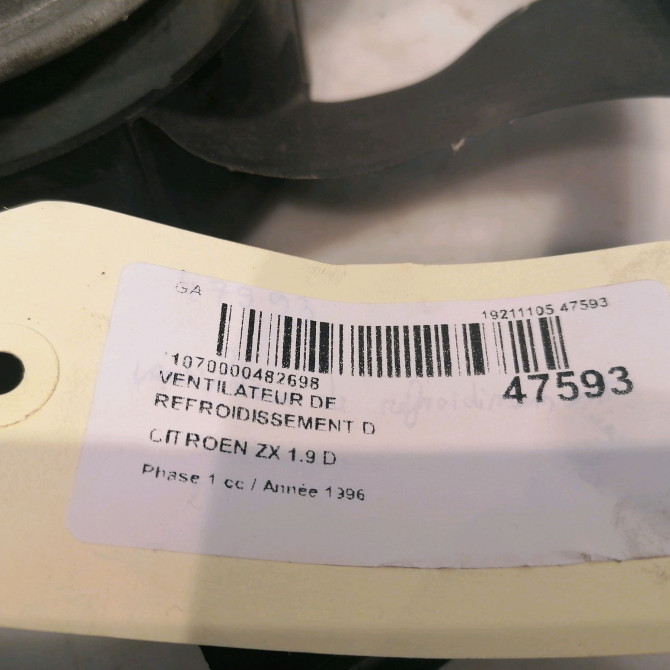 GA
19211105 47593
1070000482698
47593
VENTILATEUR DE
REFROIDISSEMENT D
CITROEN ZX 1.9 D
Phase 1 cc / Année 1996